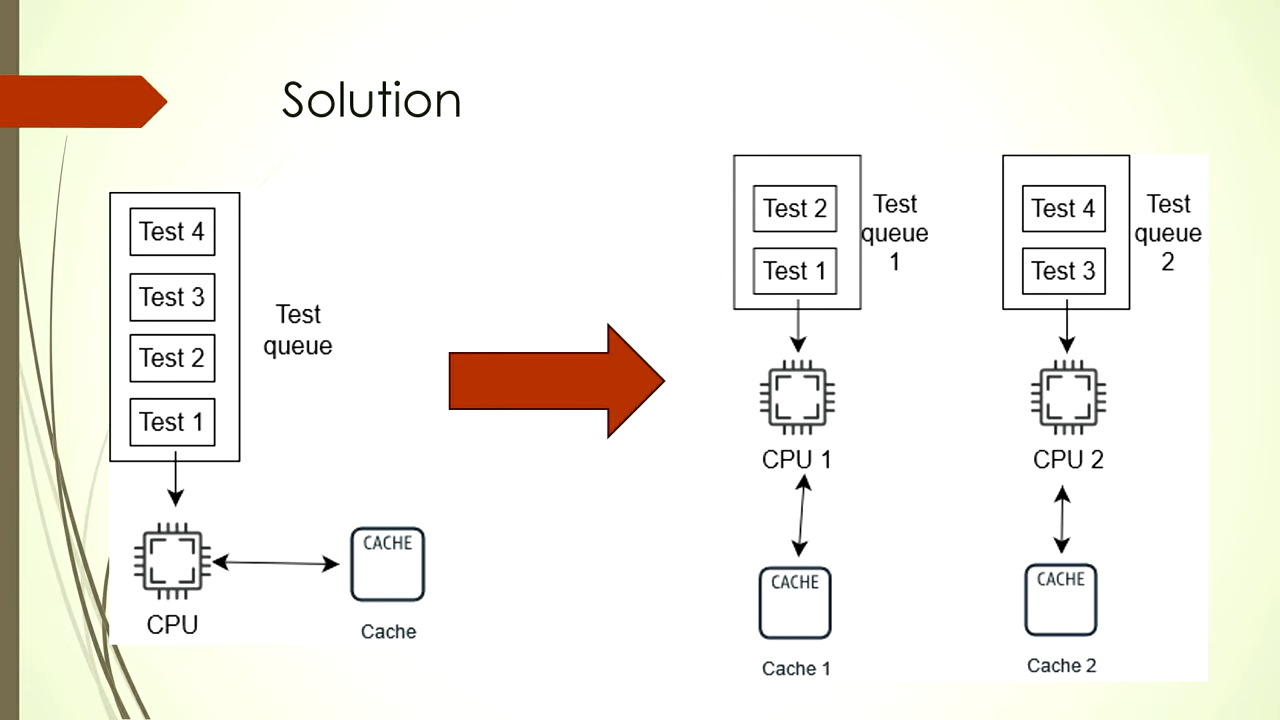 Solution
Test 4
Test 3
Test 2
Test 1
Test
queue
CPU
CACHE
Cache
Test 2
Test 1
Test
queue
1
CPU 1
CACHE
Cache 1
Test 4
Test 3
Test
queue
2
CPU 2
CACHE
Cache 2